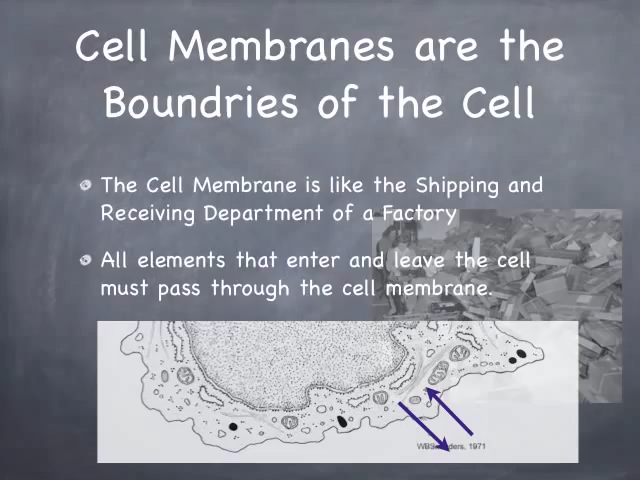 Cell Membranes are the
Boundries of the Cell
The Cell Membrane is like the Shipping and
Receiving Department of a Factory
All elements that enter and leave the cell
must pass through the cell membrane.
1971